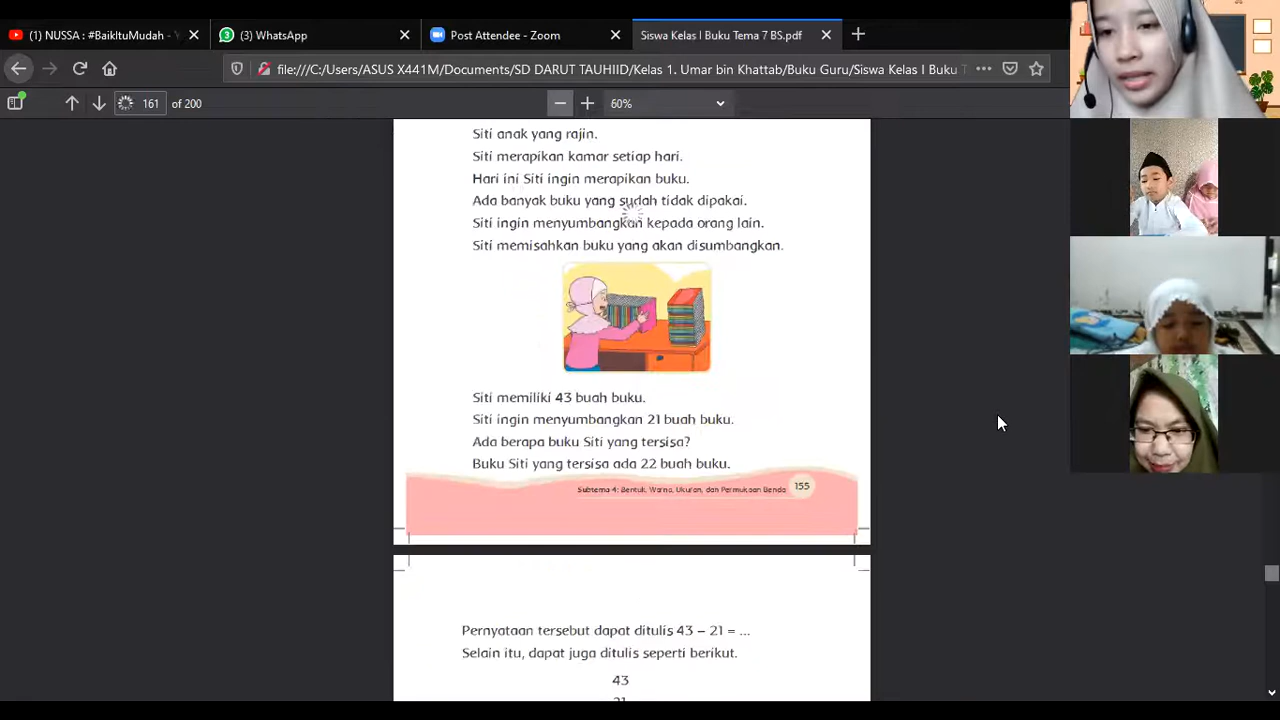 (1) NUSSA : #BaikItuMudah - Y
(3) WhatsApp
Post Attendee - Zoom
Siswa Kelas I Buku Tema 7 BS.pdf
file:///C:/Users/ASUS X441M/Documents/SD DARUT TAUHIID/Kelas 1. Umar bin Khattab/Buku Guru/Siswa Kelas I Buku T
161 of 200
60%
Siti anak yang rajin.
Siti merapikan kamar setiap hari.
Hari ini Siti ingin merapikan buku.
Ada banyak buku yang sudah tidak dipakai.
Siti ingin menyumbangkan kepada orang lain.
Siti memisahkan buku yang akan disumbangkan.
Siti memiliki 43 buah buku.
Siti ingin menyumbangkan 21 buah buku.
Ada berapa buku Siti yang tersisa?
Buku Siti yang tersisa ada 22 buah buku.
Subtema 4: Bentuk, Warna, Ukuran, dan Permukaan Benda 155
Pernyataan tersebut dapat ditulis 43 – 21 = ...
Selain itu, dapat juga ditulis seperti berikut.
43
21